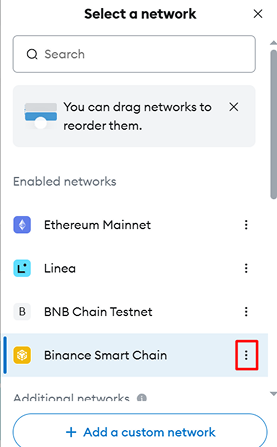 Select a network
Search
You can drag networks to
reorder them.
Enabled networks
Ethereum Mainnet
Linea
B
BNB Chain Testnet
Binance Smart Chain
Additional networks
+ Add a custom network